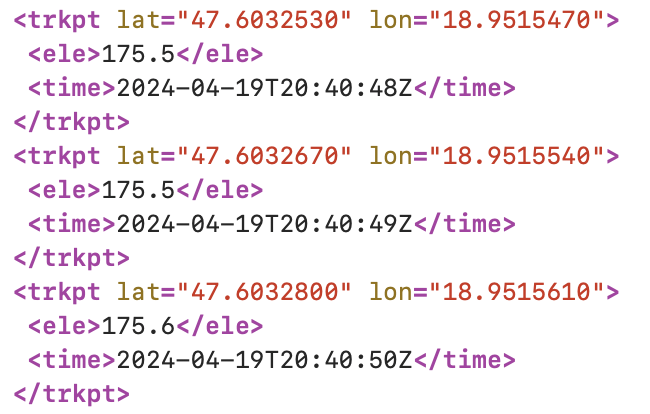 <trkpt lat="47.6032530" lon="18.9515470">
<ele>175.5</ele>
<time>2024-04-19T20:40:48Z</time>
</trkpt>
<trkpt lat="47.6032670" lon="18.9515540">
<ele>175.5</ele>
<time>2024-04-19T20:40:49Z</time>
</trkpt>
<trkpt lat="47.6032800" lon="18.9515610">
<ele>175.6</ele>
<time>2024-04-19T20:40:50Z</time>
</trkpt>